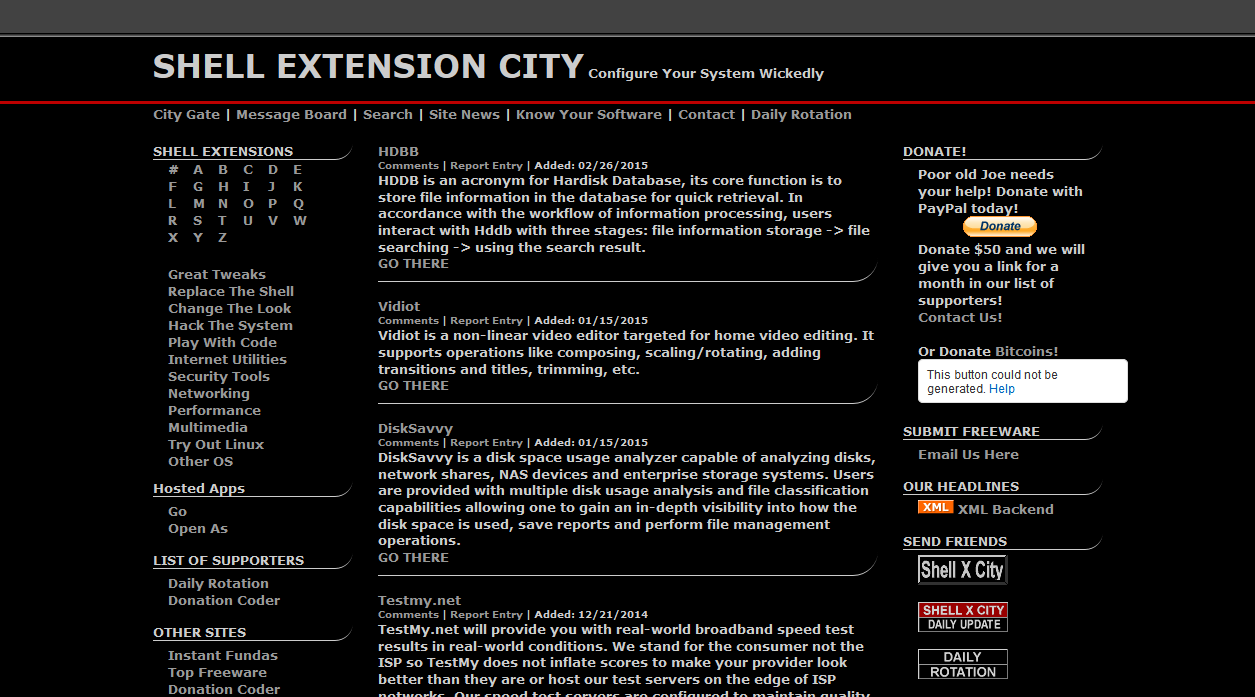 SHELL EXTENSION CITY Configure Your System Wickedly
City Gate | Message Board | Search | Site News | Know Your Software | Contact | Daily Rotation
SHELL EXTENSIONS
# A B C D E
F G H I J K
L M N O P Q
R S T U V W
X Y Z
Great Tweaks
Replace The Shell
Change The Look
Hack The System
Play With Code
Internet Utilities
Security Tools
Networking
Performance
Multimedia
Try Out Linux
Other OS
Hosted Apps
Go
Open As
LIST OF SUPPORTERS
Daily Rotation
Donation Coder
OTHER SITES
Instant Fundas
Top Freeware
Donation Coder
HDBB
Comments | Report Entry | Added: 02/26/2015
HDDB is an acronym for Hardisk Database, its core function is to
store file information in the database for quick retrieval. In
accordance with the workflow of information processing, users
interact with Hddb with three stages: file information storage -> file
searching -> using the search result.
GO THERE
Vidiot
Comments | Report Entry | Added: 01/15/2015
Vidiot is a non-linear video editor targeted for home video editing. It
supports operations like composing, scaling/rotating, adding
transitions and titles, trimming, etc.
GO THERE
DiskSavvy
Comments | Report Entry | Added: 01/15/2015
DiskSavvy is a disk space usage analyzer capable of analyzing disks,
network shares, NAS devices and enterprise storage systems. Users
are provided with multiple disk usage analysis and file classification
capabilities allowing one to gain an in-depth visibility into how the
disk space is used, save reports and perform file management
operations.
GO THERE
Testmy.net
Comments | Report Entry | Added: 12/21/2014
TestMy.net will provide you with real-world broadband speed test
results in real-world conditions. We stand for the consumer not the
ISP so TestMy does not inflate scores to make your provider look
better than they are or host our test servers on the edge of ISP
networks. Our speed test servers are configured to maintain quality
DONATE!
Poor old Joe needs
your help! Donate with
PayPal today!
Donate
Donate $50 and we will
give you a link for a
month in our list of
supporters!
Contact Us!
Or Donate Bitcoins!
This button could not be
generated. Help
SUBMIT FREEWARE
Email Us Here
OUR HEADLINES
XML XML Backend
SEND FRIENDS
Shell X City
SHELL X CITY
DAILY UPDATE
DAILY
ROTATION